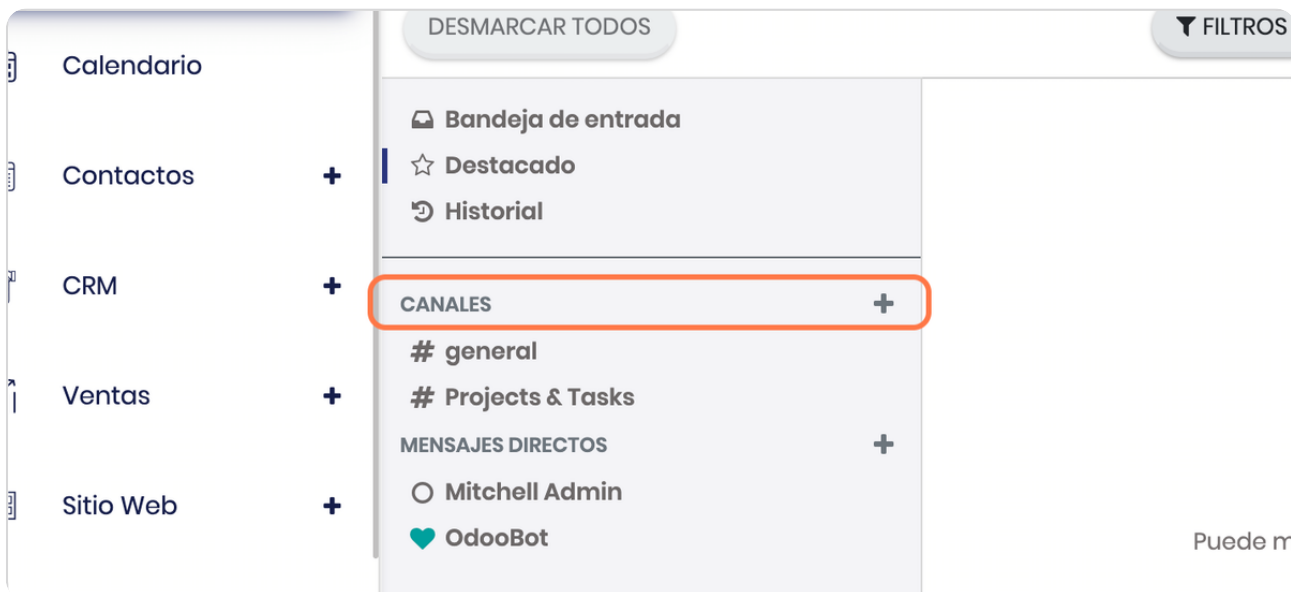 DESMARCAR TODOS
FILTROS
Calendario
Contactos
CRM
Ventas
Sitio Web
Bandeja de entrada
Destacado
Historial
CANALES
# general
# Projects & Tasks
MENSAJES DIRECTOS
Mitchell Admin
OdooBot
Puede m